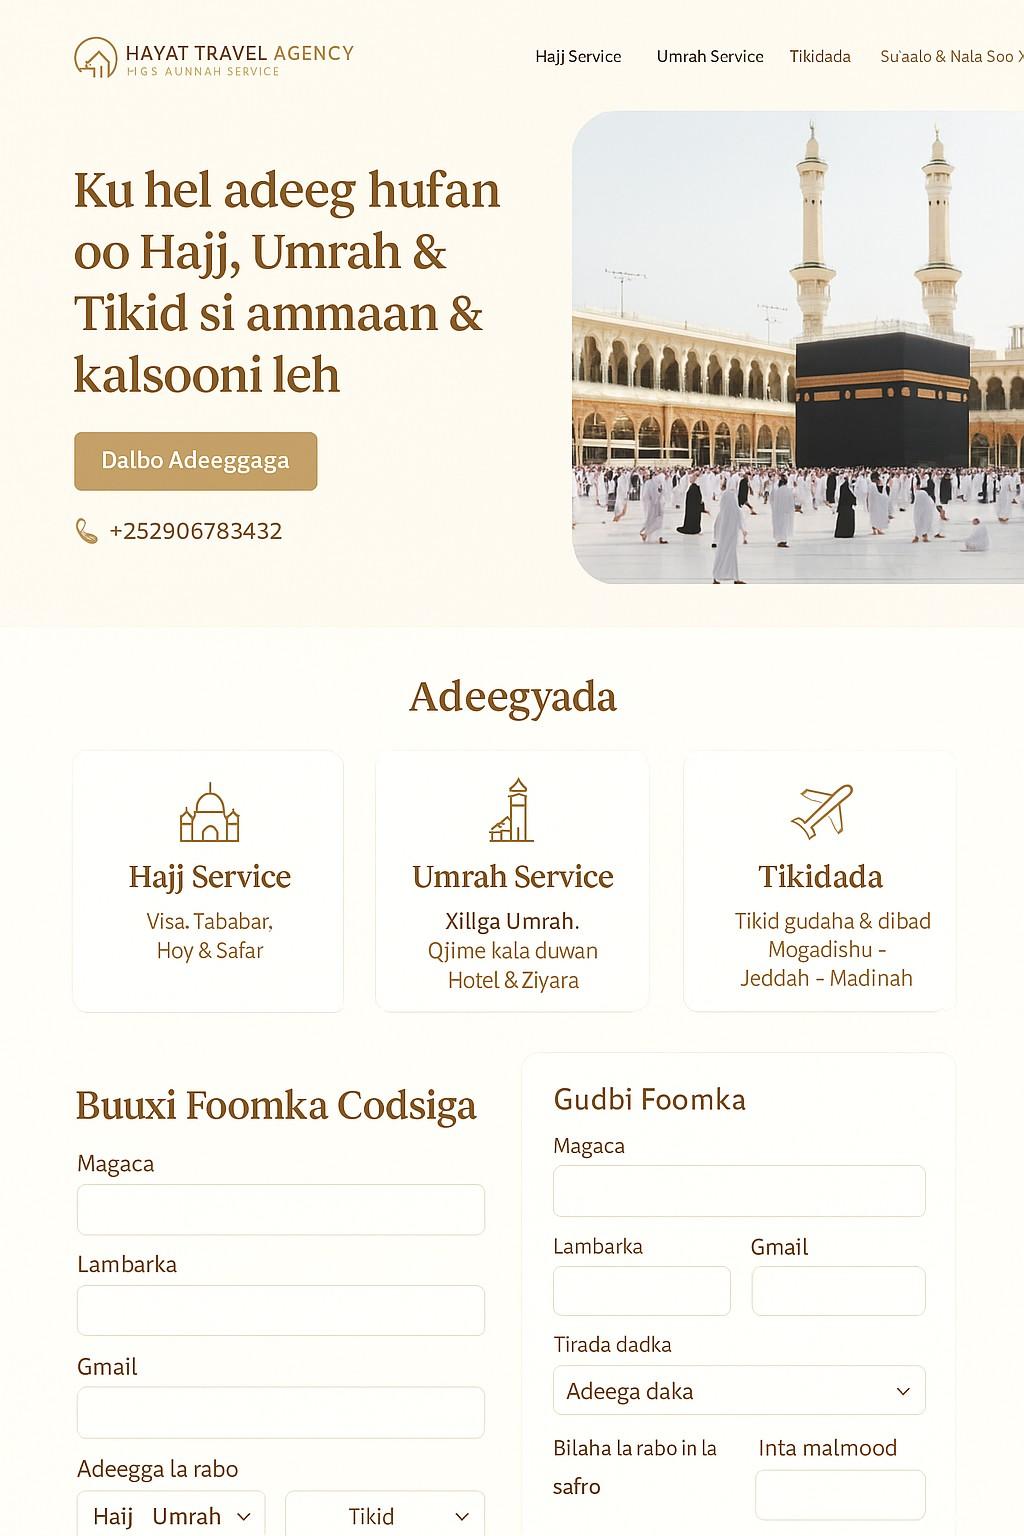 HAYAT TRAVEL AGENCY
HGS AUNNAH SERVICE
Hajj Service
Umrah Service
Tikidada
Su'aalo & Nala Soo X
Ku hel adeeg hufan
oo Hajj, Umrah &
Tikid si ammaan &
kalsooni leh
Dalbo Adeeggaga
+252906783432
Adeegyada
Hajj Service
Visa. Tababar,
Hoy & Safar
Umrah Service
Xillga Umrah.
Qjime kala duwan
Hotel & Ziyara
Tikidada
Tikid gudaha & dibad
Mogadishu -
Jeddah - Madinah
Buuxi Foomka Codsiga
Magaca
Lambarka
Gmail
Adeegga la rabo
Haij Umrah
Tikid
Gudbi Foomka
Magaca
Lambarka
Gmail
Tirada dadka
Adeega daka
Bilaha la rabo in la
safro
Inta malmood